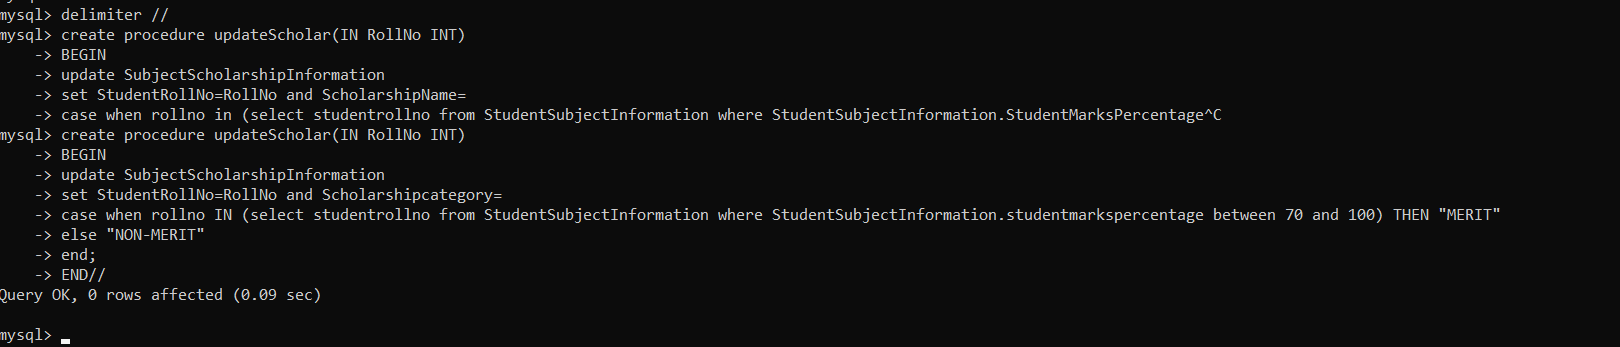 mysql> delimiter //
mysql> create procedure updateScholar(IN RollNo INT)
-> BEGIN
-> update SubjectScholarshipInformation
-> set StudentRollNo=RollNo and ScholarshipName=
-> case when rollno in (select studentrollno from StudentSubjectInformation where StudentSubjectInformation.StudentMarksPercentage^C
mysql> create procedure updateScholar(IN RollNo INT)
-> BEGIN
-> update SubjectScholarshipInformation
-> set StudentRollNo=RollNo and Scholarshipcategory=
-> case when rollno IN (select studentrollno from StudentSubjectInformation where StudentSubjectInformation.studentmarkspercentage between 70 and 100) THEN "MERIT"
-> else "NON-MERIT"
-> end;
-> END//
Query OK, 0 rows affected (0.09 sec)
mysql>